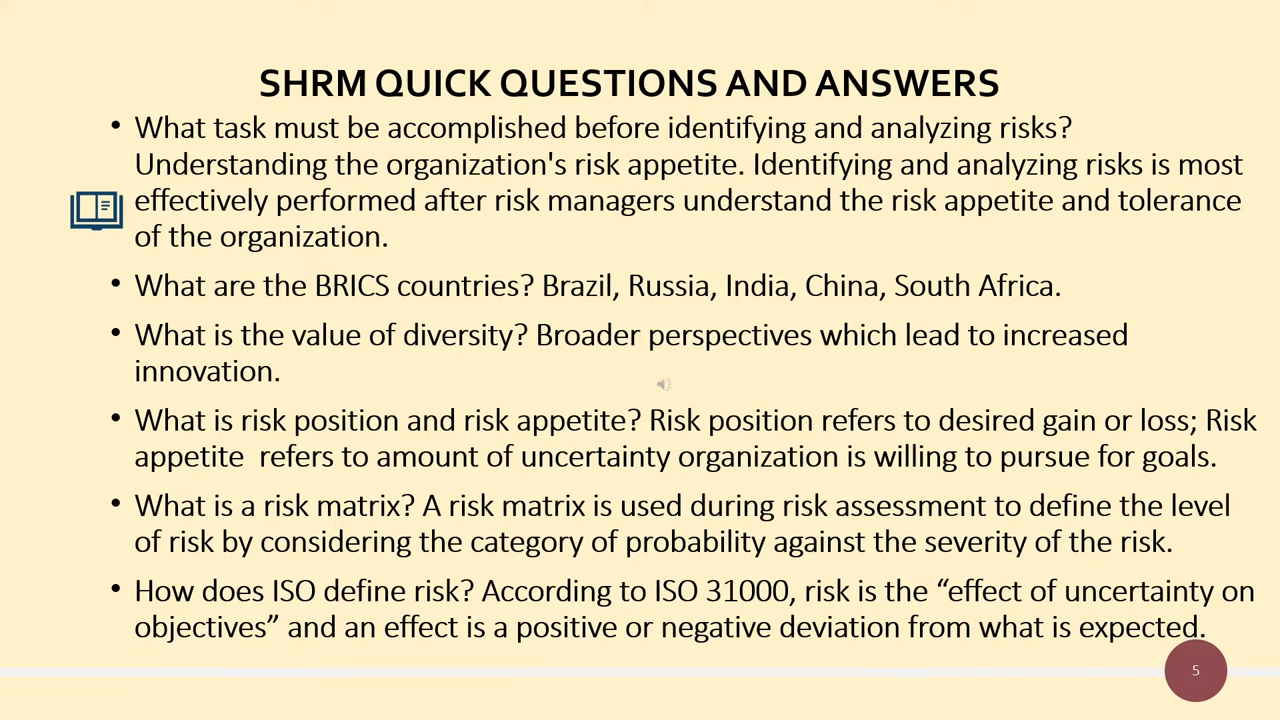 SHRM QUICK QUESTIONS AND ANSWERS
• What task must be accomplished before identifying and analyzing risks?
Understanding the organization's risk appetite. Identifying and analyzing risks is most
effectively performed after risk managers understand the risk appetite and tolerance
of the organization.
• What are the BRICS countries? Brazil, Russia, India, China, South Africa.
• What is the value of diversity? Broader perspectives which lead to increased
innovation.
• What is risk position and risk appetite? Risk position refers to desired gain or loss; Risk
appetite  refers to amount of uncertainty organization is willing to pursue for goals.
• What is a risk matrix? A risk matrix is used during risk assessment to define the level
of risk by considering the category of probability against the severity of the risk.
• How does ISO define risk? According to ISO 31000, risk is the “effect of uncertainty on
objectives” and an effect is a positive or negative deviation from what is expected.
5